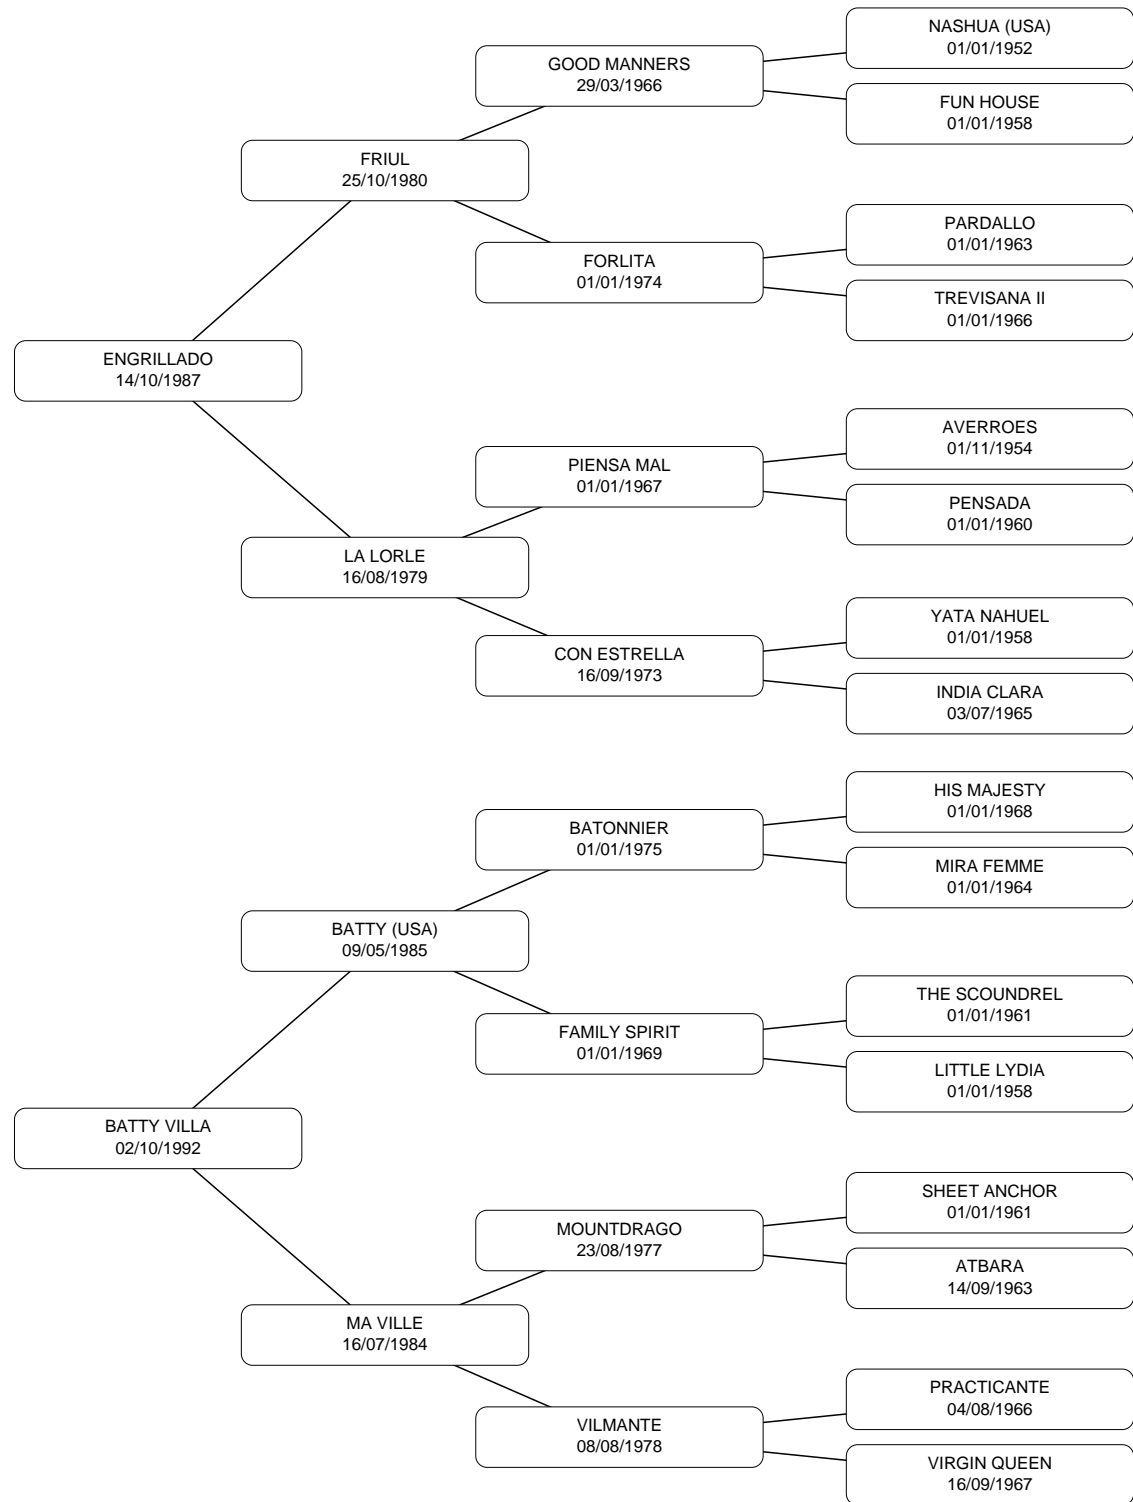 NASHUA (USA)
01/01/1952
GOOD MANNERS
29/03/1966
FUN HOUSE
01/01/1958
FRIUL
25/10/1980
PARDALLO
01/01/1963
FORLITA
01/01/1974
TREVISANA II
01/01/1966
ENGRILLADO
14/10/1987
AVERROES
01/11/1954
PIENSA MAL
01/01/1967
PENSADA
01/01/1960
LA LORLE
16/08/1979
YATA NAHUEL
01/01/1958
CON ESTRELLA
16/09/1973
INDIA CLARA
03/07/1965
HIS MAJESTY
01/01/1968
BATONNIER
01/01/1975
MIRA FEMME
01/01/1964
BATTY (USA)
09/05/1985
THE SCOUNDREL
01/01/1961
FAMILY SPIRIT
01/01/1969
LITTLE LYDIA
01/01/1958
BATTY VILLA
02/10/1992
SHEET ANCHOR
01/01/1961
MOUNTDRAGO
23/08/1977
ATBARA
14/09/1963
MA VILLE
16/07/1984
PRACTICANTE
04/08/1966
VILMANTE
08/08/1978
VIRGIN QUEEN
16/09/1967